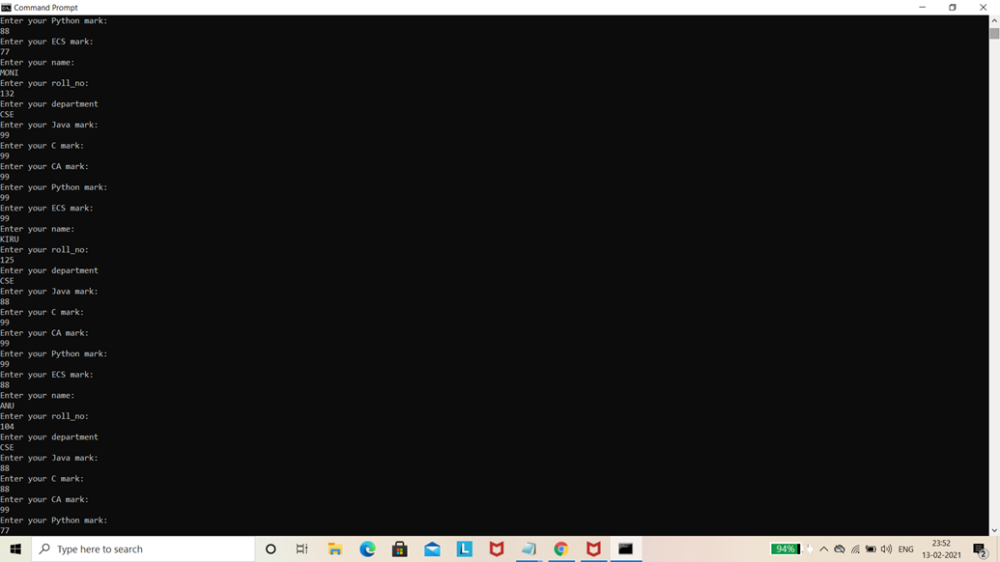 Command Prompt
Enter your Python mark:
88
Enter your ECS mark:
77
Enter your name:
MONI
Enter your roll_no:
132
Enter your department
CSE
Enter your Java mark:
99
Enter your C mark:
99
Enter your CA mark:
99
Enter your Python mark:
99
Enter your ECS mark:
99
Enter your name:
KIRU
Enter your roll_no:
125
Enter your department
CSE
Enter your Java mark:
88
Enter your C mark:
99
Enter your CA mark:
99
Enter your Python mark:
99
Enter your ECS mark:
88
Enter your name:
ANU
Enter your roll_no:
104
Enter your department
CSE
Enter your Java mark:
88
Enter your C mark:
88
Enter your CA mark:
99
Enter your Python mark:
77
Type here to search
L
94%
ENG
23:52
13-02-2021
2